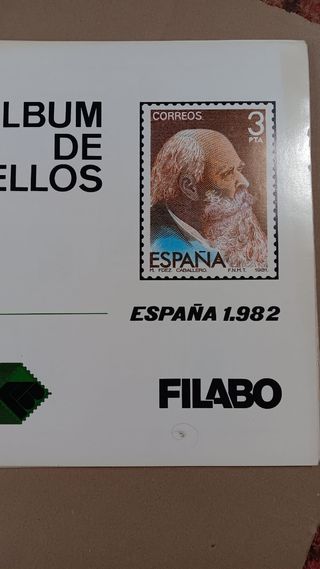 LBUM
DE
ELLOS
CORREOS
3
PTA
ESPAÑA
M. FDEZ CABALLERO.
F.N.M.T. 1981
ESPAÑA 1.982
FILABO